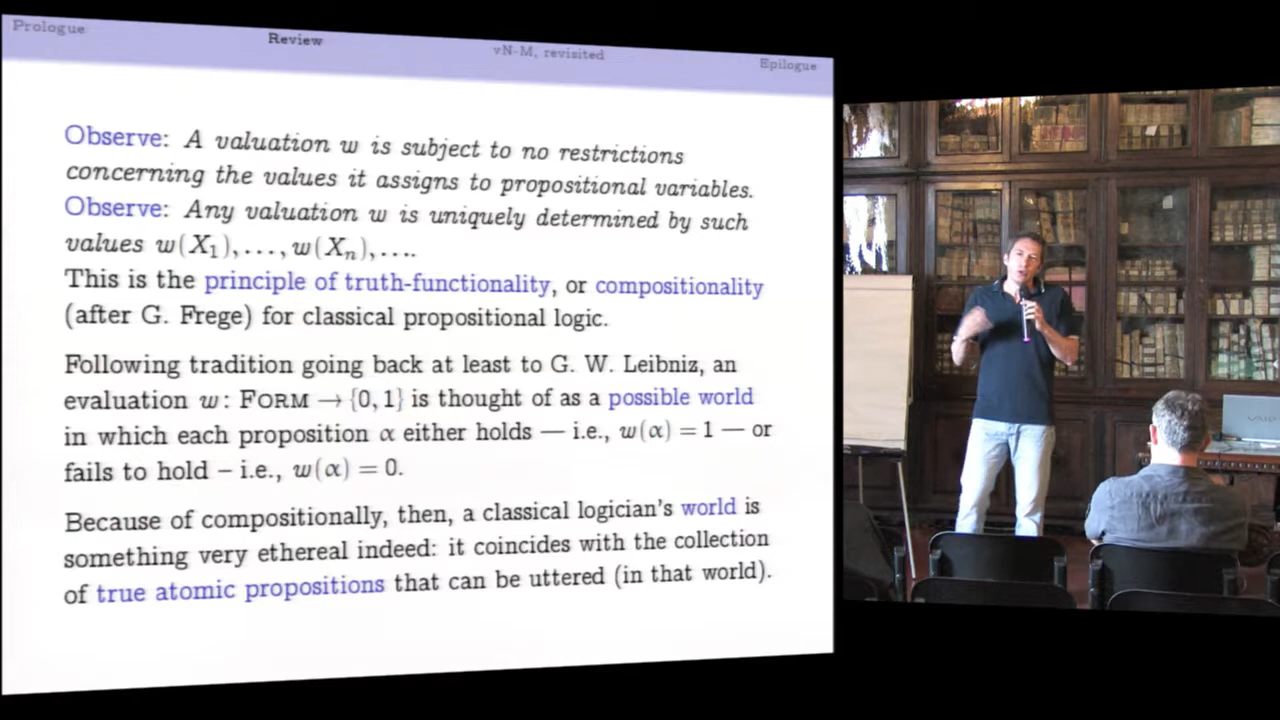 Prologue
Review
vN-M, revisited
Epilogue
Observe: A valuation w is subject to no restrictions
concerning the values it assigns to propositional variables.
Observe: Any valuation w is uniquely determined by such
values w(X₁),…,w(Xₙ),….
This is the principle of truth-functionality, or compositionality
(after G. Frege) for classical propositional logic.
Following tradition going back at least to G. W. Leibniz, an
evaluation w: FORM → {0,1} is thought of as a possible world
in which each proposition α either holds — i.e., w(α) = 1 — or
fails to hold – i.e., w(α) = 0.
Because of compositionally, then, a classical logician's world is
something very ethereal indeed: it coincides with the collection
of true atomic propositions that can be uttered (in that world).
VAIO